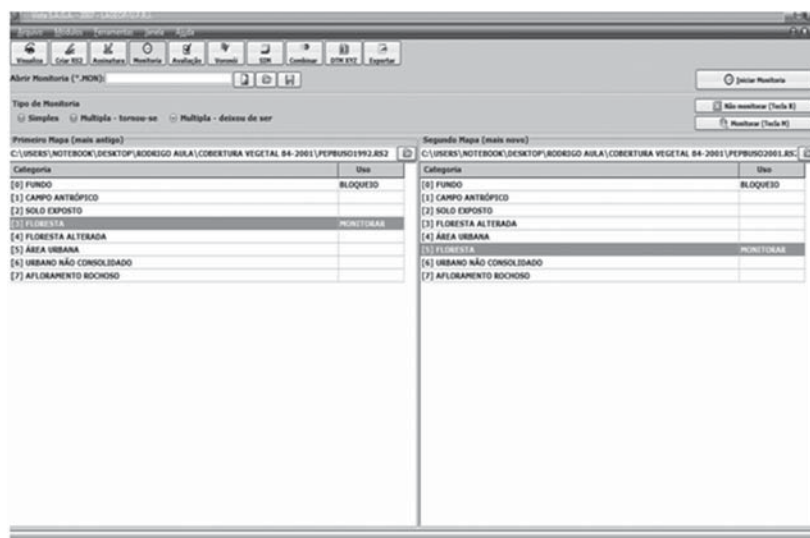 Arquivo Módulos Ferramentas Janela Ajuda
Visualiza Criar RS2 Assinatura Monitoria Avaliação Voronoi SIM Combinar DTM XYZ Exportar
Abrir Monitoria (*.MON):
Iniciar Monitoria
Tipo de Monitoria
Simples Multipla - tornou-se Multipla - deixou de ser
Não monitorar (Tecla B)
Monitorar (Tecla M)
Primeiro Mapa (mais antigo)
C:\USERS\NOTEBOOK\DESKTOP\RODRIGO AULA\COBERTURA VEGETAL 84-2001\PEPBUSO1992.RS2
Categoria Uso
[0] FUNDO BLOQUEIO
[1] CAMPO ANTRÓPICO
[2] SOLO EXPOSTO
[3] FLORESTA MONITORAR
[4] FLORESTA ALTERADA
[5] ÁREA URBANA
[6] URBANO NÃO CONSOLIDADO
[7] AFLORAMENTO ROCHOSO
Segundo Mapa (mais novo)
C:\USERS\NOTEBOOK\DESKTOP\RODRIGO AULA\COBERTURA VEGETAL 84-2001\PEPBUSO2001.RS2
Categoria Uso
[0] FUNDO BLOQUEIO
[1] CAMPO ANTRÓPICO
[2] SOLO EXPOSTO
[3] FLORESTA ALTERADA
[4] ÁREA URBANA
[5] FLORESTA MONITORAR
[6] URBANO NÃO CONSOLIDADO
[7] AFLORAMENTO ROCHOSO